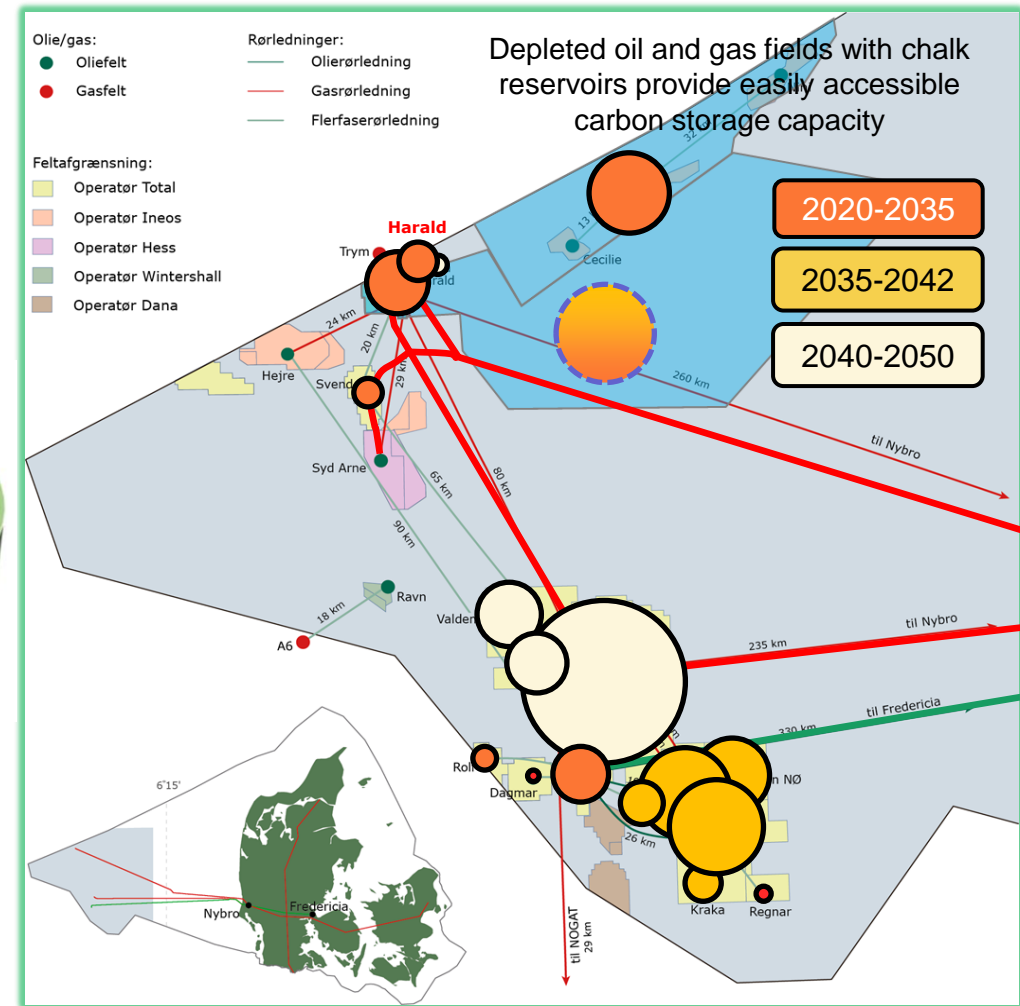 Olie/gas:
Oliefelt
Gasfelt
Rørledninger:
Olierørledning
Gasrørledning
Flerfaserørledning
Depleted oil and gas fields with chalk
reservoirs provide easily accessible
carbon storage capacity
Feltafgrænsning:
Operatør Total
Operatør Ineos
Operatør Hess
Operatør Wintershall
Operatør Dana
2020-2035
2035-2042
2040-2050
Harald
Trym
Cecilie
24 km
20 km
29 km
260 km
Hejre
Svend
til Nybro
Syd Arne
65 km
80 km
90 km
Ravn
18 km
A6
235 km
til Nybro
til Fredericia
330 km
Dagmar
NØ
26 km
Kraka
Regnar
til NOGAT
29 km
6°15'
Nybro
Fredericia